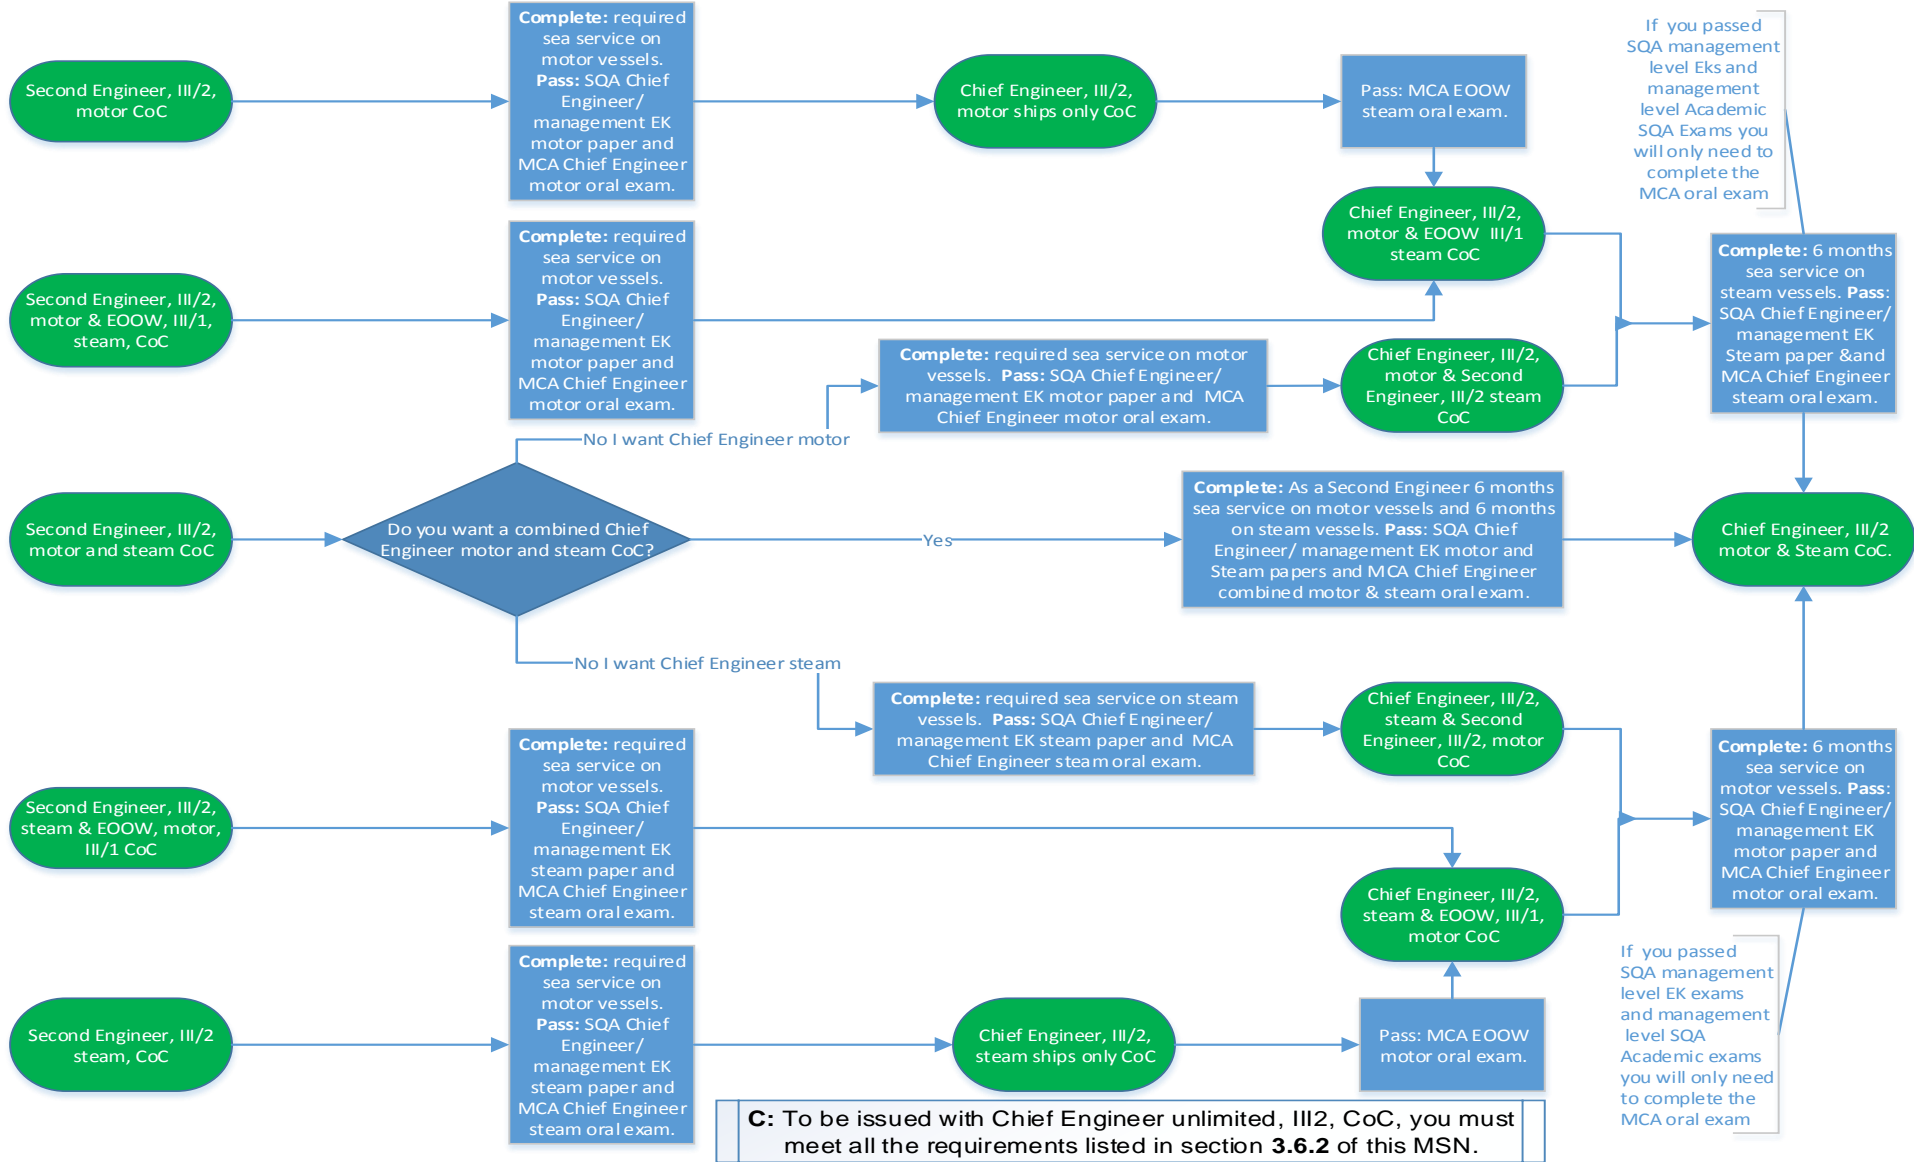 Second Engineer, III/2,
motor CoC
Complete: required
sea service on
motor vessels.
Pass: SQA Chief
Engineer/
management EK
motor paper and
MCA Chief Engineer
motor oral exam.
Chief Engineer, III/2,
motor ships only CoC
Pass: MCA EOOW
steam oral exam.
If you passed
SQA management
level Eks and
management
level Academic
SQA Exams you
will only need to
complete the
MCA oral exam
Chief Engineer, III/2,
motor & EOOW III/1
steam CoC
Second Engineer, III/2,
motor & EOOW, III/1,
steam, CoC
Complete: required
sea service on
motor vessels.
Pass: SQA Chief
Engineer/
management EK
motor paper and
MCA Chief Engineer
motor oral exam.
Complete: 6 months
sea service on
steam vessels. Pass:
SQA Chief Engineer/
management EK
Steam paper &and
MCA Chief Engineer
steam oral exam.
Complete: required sea service on motor
vessels. Pass: SQA Chief Engineer/
management EK motor paper and MCA
Chief Engineer motor oral exam.
Chief Engineer, III/2,
motor & Second
Engineer, III/2 steam
CoC
No I want Chief Engineer motor
Second Engineer, III/2,
motor and steam CoC
Do you want a combined Chief
Engineer motor and steam CoC?
Yes
Complete: As a Second Engineer 6 months
sea service on motor vessels and 6 months
on steam vessels. Pass: SQA Chief
Engineer/ management EK motor and
Steam papers and MCA Chief Engineer
combined motor & steam oral exam.
Chief Engineer, III/2
motor & Steam CoC.
No I want Chief Engineer steam
Complete: required sea service on steam
vessels. Pass: SQA Chief Engineer/
management EK steam paper and MCA
Chief Engineer steam oral exam.
Chief Engineer, III/2,
steam & Second
Engineer, III/2, motor
CoC
Complete: 6 months
sea service on
motor vessels. Pass:
SQA Chief Engineer/
management EK
motor paper and
MCA Chief Engineer
motor oral exam.
Second Engineer, III/2,
steam & EOOW, motor,
III/1 CoC
Complete: required
sea service on
motor vessels.
Pass: SQA Chief
Engineer/
management EK
steam paper and
MCA Chief Engineer
steam oral exam.
Chief Engineer, III/2,
steam & EOOW, III/1,
motor CoC
Second Engineer, III/2
steam, CoC
Complete: required
sea service on
motor vessels.
Pass: SQA Chief
Engineer/
management EK
steam paper and
MCA Chief Engineer
steam oral exam.
Chief Engineer, III/2,
steam ships only CoC
Pass: MCA EOOW
motor oral exam.
If you passed
SQA management
level EK exams
and management
level SQA
Academic exams
you will only need
to complete the
MCA oral exam
C: To be issued with Chief Engineer unlimited, III2, CoC, you must
meet all the requirements listed in section 3.6.2 of this MSN.